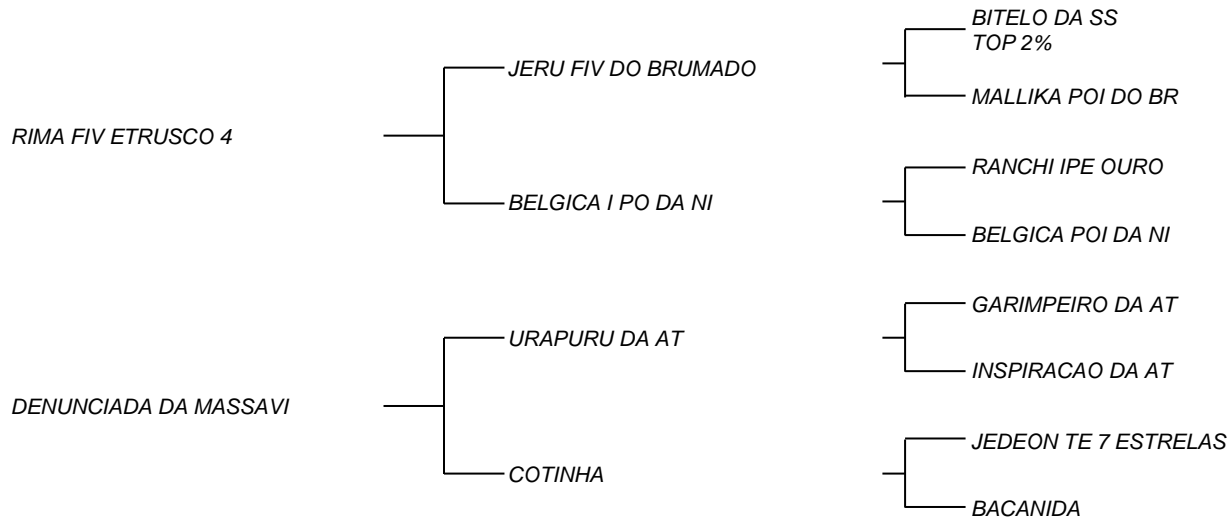 BITELO DA SS
TOP 2%
JERU FIV DO BRUMADO
MALLIKA POI DO BR
RIMA FIV ETRUSCO 4
RANCHI IPE OURO
BELGICA I PO DA NI
BELGICA POI DA NI
GARIMPEIRO DA AT
URAPURU DA AT
INSPIRACAO DA AT
DENUNCIADA DA MASSAVI
JEDEON TE 7 ESTRELAS
COTINHA
BACANIDA